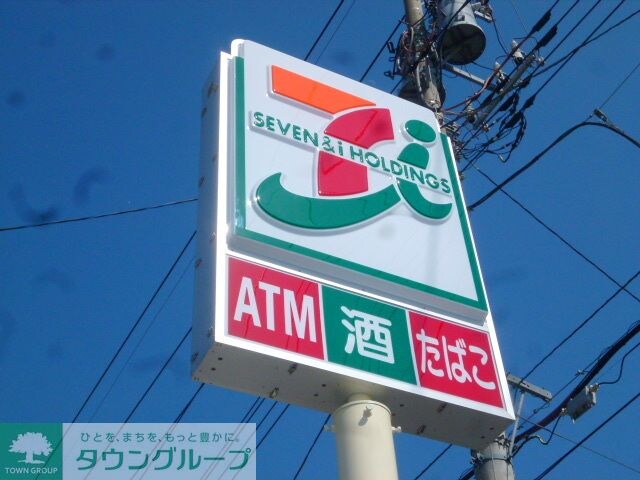 SEVEN & i HOLDINGS
ATM 酒 たばこ
ひとを、まちを、もっと豊かに。
タウングループ
TOWN GROUP